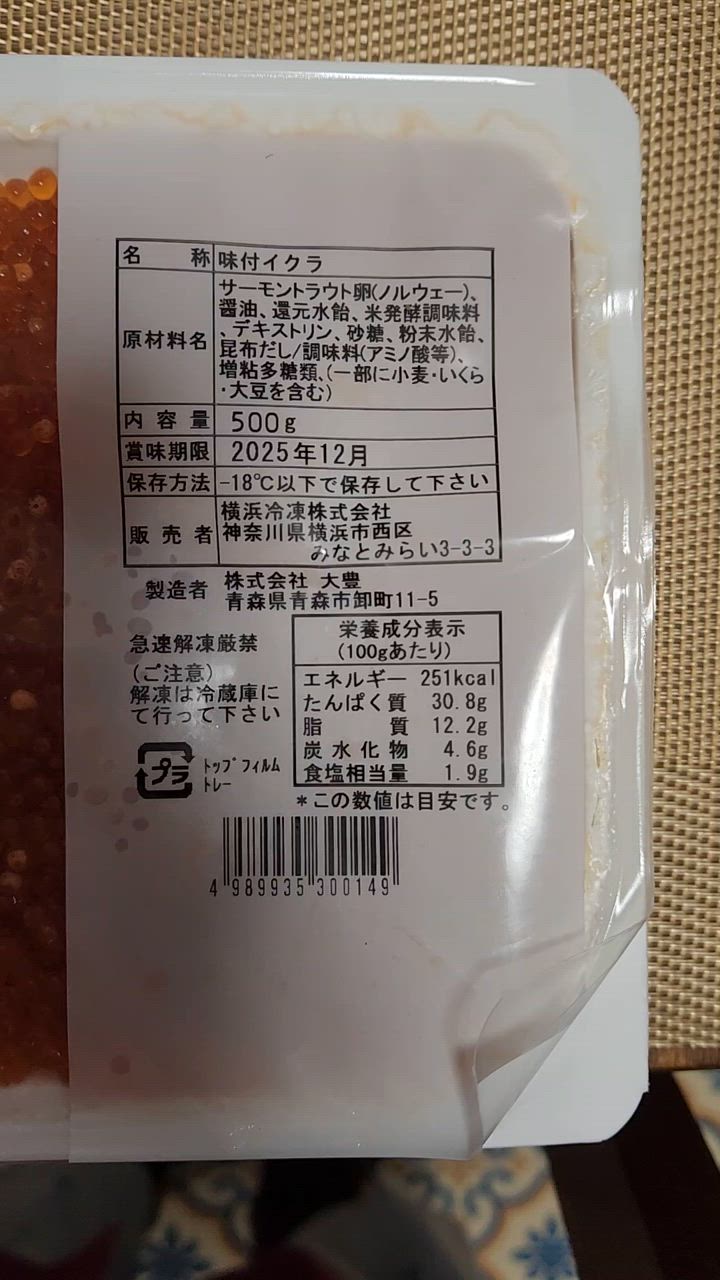 名称 味付イクラ
原材料名 サーモントラウト卵(ノルウェー)、
醤油、還元水飴、米発酵調味料
、デキストリン、砂糖、粉末水飴、
昆布だし/調味料(アミノ酸等)、
増粘多糖類、(一部に小麦・いくら
・大豆を含む)
内容量 500g
賞味期限 2025年12月
保存方法 -18℃以下で保存して下さい
販売者 横浜冷凍株式会社
神奈川県横浜市西区
みなとみらい3-3-3
製造者 株式会社 大豊
青森県青森市卸町11-5
急速解凍厳禁
(ご注意)
解凍は冷蔵庫に
て行って下さい
プラ トップフィルム
トレー
栄養成分表示
(100gあたり)
エネルギー 251kcal
たんぱく質 30.8g
脂質 12.2g
炭水化物 4.6g
食塩相当量 1.9g
*この数値は目安です。
4 989935 300149